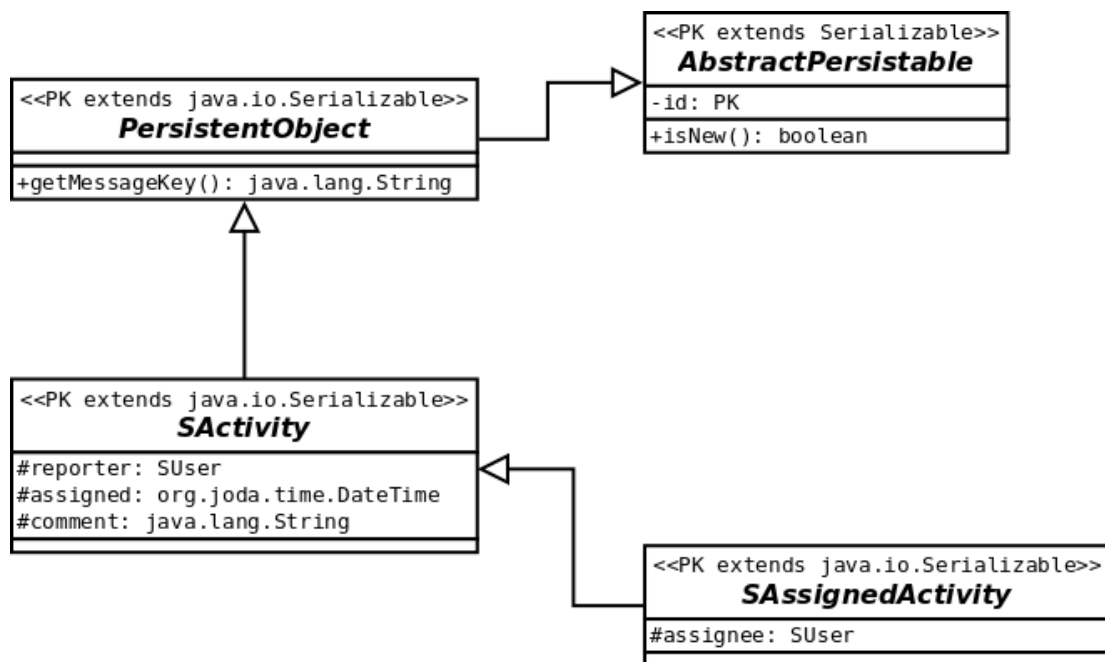 <<PK extends Serializable>>
AbstractPersistable
-id: PK
+isNew(): boolean
<<PK extends java.io.Serializable>>
PersistentObject
+getMessageKey(): java.lang.String
<<PK extends java.io.Serializable>>
SActivity
#reporter: SUser
#assigned: org.joda.time.DateTime
#comment: java.lang.String
<<PK extends java.io.Serializable>>
SAssignedActivity
#assignee: SUser